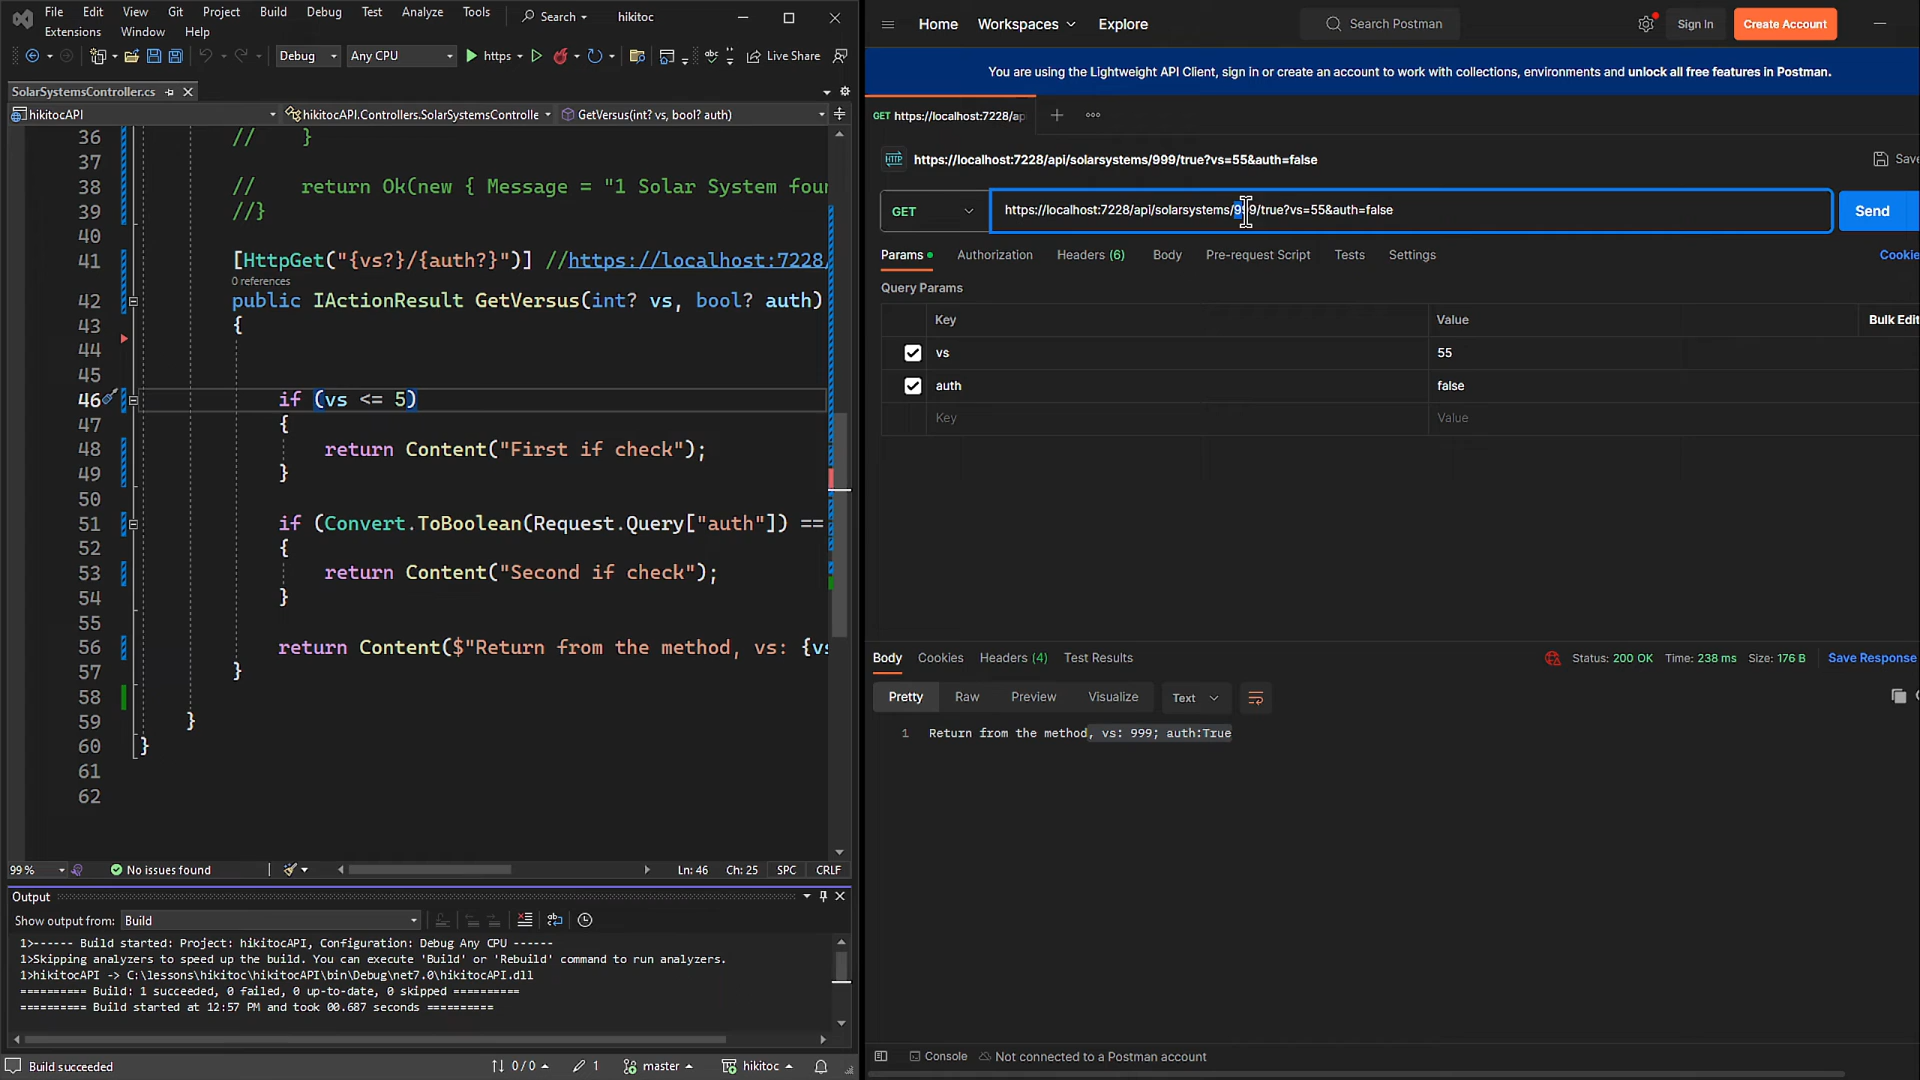 File Edit View Git Project Build Debug Test Analyze Tools Search hikitoc
Extensions Window Help
Debug Any CPU https Live Share
SolarSystemsController.cs
hikitocAPI hikitocAPI.Controllers.SolarSystemsControlle GetVersus(int? vs, bool? auth)
36 // }
37
38 // return Ok(new { Message = "1 Solar System foun
39 //}
40
41 [HttpGet("{vs?}/{auth?}")] //https://localhost:7228/
0 references
42 public IActionResult GetVersus(int? vs, bool? auth)
43 {
44
45
46 if (vs <= 5)
47 {
48 return Content("First if check");
49 }
50
51 if (Convert.ToBoolean(Request.Query["auth"]) ==
52 {
53 return Content("Second if check");
54 }
55
56 return Content($"Return from the method, vs: {vs
57 }
58
59 }
60 }
61
62
99 % No issues found Ln: 46 Ch: 25 SPC CRLF
Output
Show output from: Build
1>------ Build started: Project: hikitocAPI, Configuration: Debug Any CPU ------
1>Skipping analyzers to speed up the build. You can execute 'Build' or 'Rebuild' command to run analyzers.
1>hikitocAPI -> C:\lessons\hikitoc\hikitocAPI\bin\Debug\net7.0\hikitocAPI.dll
========== Build: 1 succeeded, 0 failed, 0 up-to-date, 0 skipped ==========
========== Build started at 12:57 PM and took 00.687 seconds ==========
Build succeeded 0 / 0 1 master hikitoc
Home Workspaces Explore Search Postman Sign In Create Account
You are using the Lightweight API Client, sign in or create an account to work with collections, environments and unlock all free features in Postman.
GET https://localhost:7228/ap
HTTP https://localhost:7228/api/solarsystems/999/true?vs=55&auth=false Save
GET https://localhost:7228/api/solarsystems/999/true?vs=55&auth=false Send
Params Authorization Headers (6) Body Pre-request Script Tests Settings Cookie
Query Params
Key Value Bulk Edit
vs 55
auth false
Key Value
Body Cookies Headers (4) Test Results Status: 200 OK Time: 238 ms Size: 176 B Save Response
Pretty Raw Preview Visualize Text
1 Return from the method, vs: 999; auth:True
Console Not connected to a Postman account